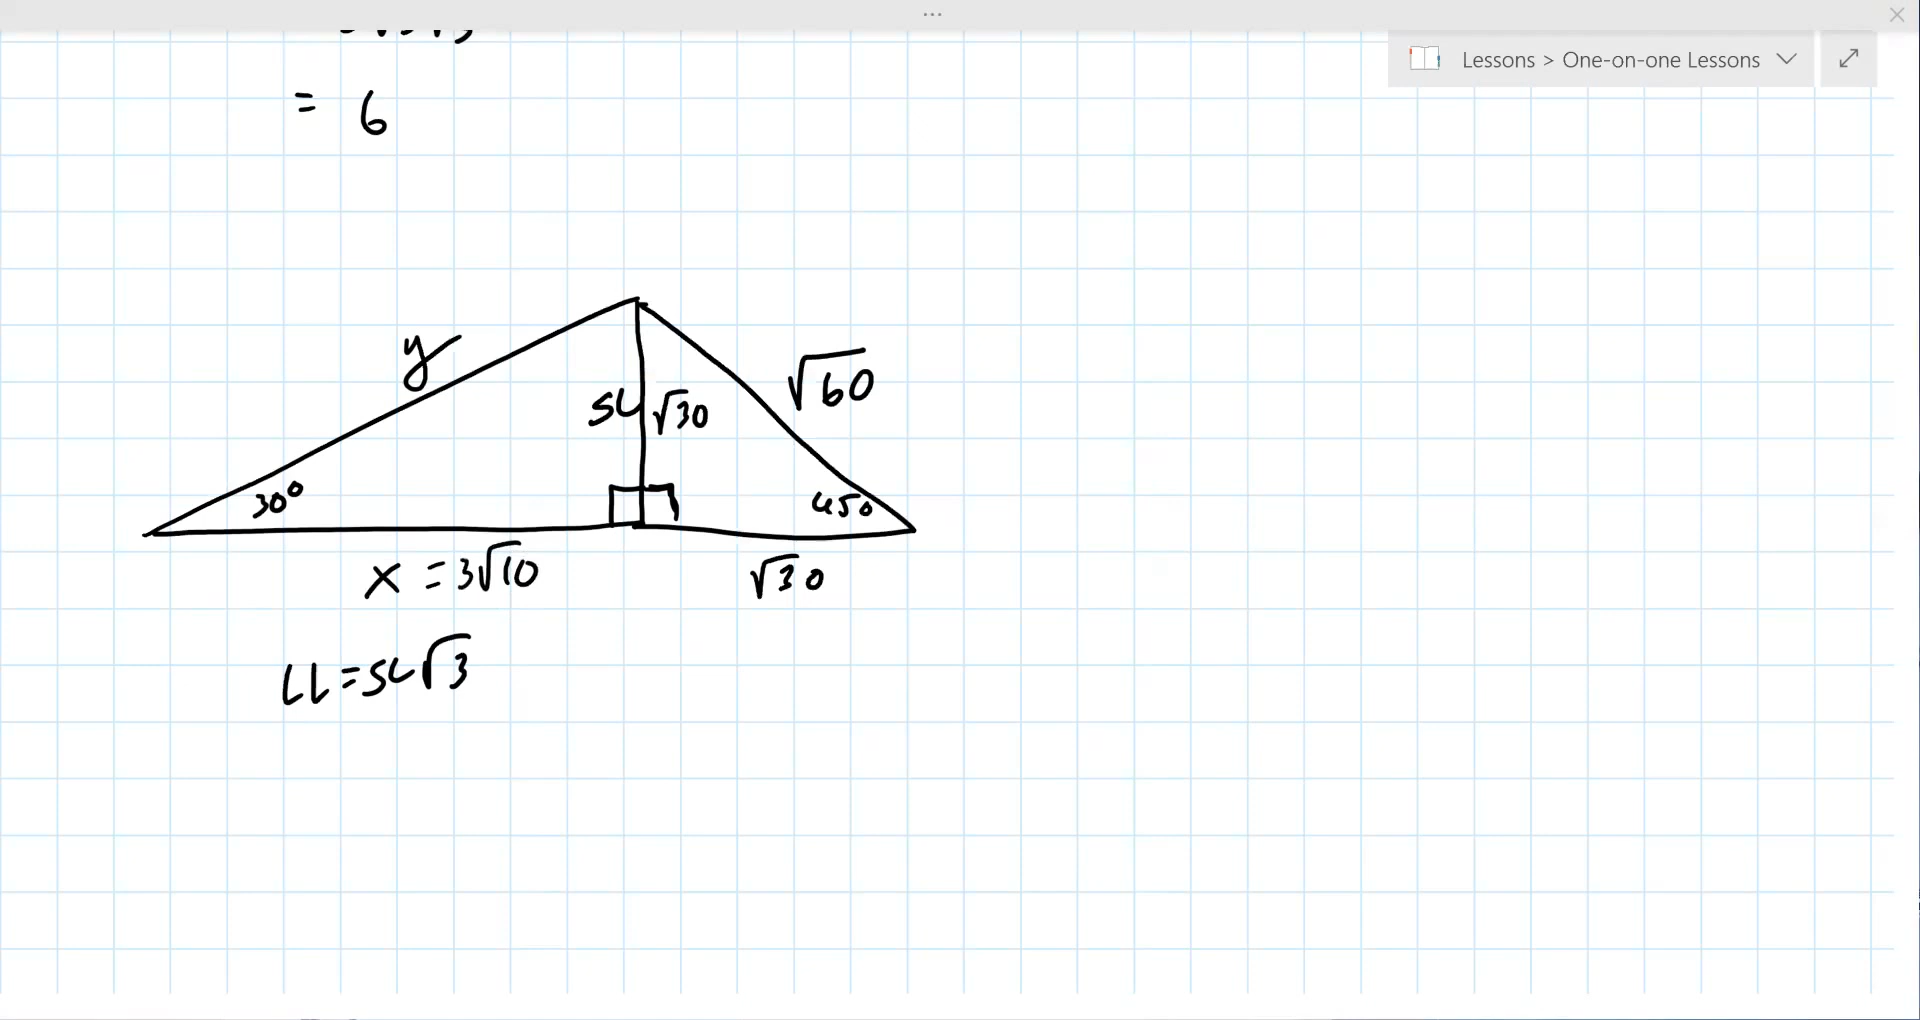 Lessons > One-on-one Lessons
= 6
y
√60
SL √30
30°
45°
x = 3√10
√30
LL = SL√3